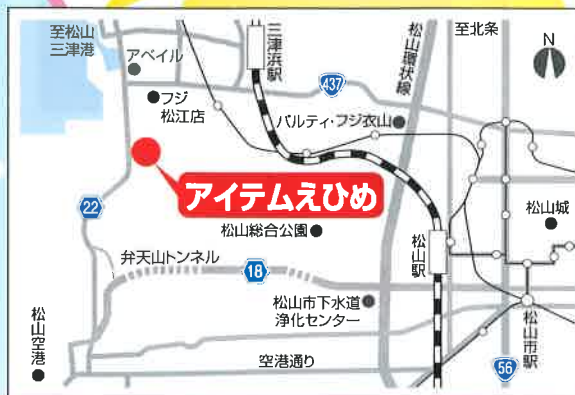 至松山
三津港
アベイル
フジ
松江店
三津浜駅
437
松山環状線
至北条
N
パルティ・フジ衣山
アイテムえひめ
22
松山総合公園
松山城
弁天山トンネル
18
松山駅
松山市下水道
浄化センター
松山市駅
松山空港
空港通り
56